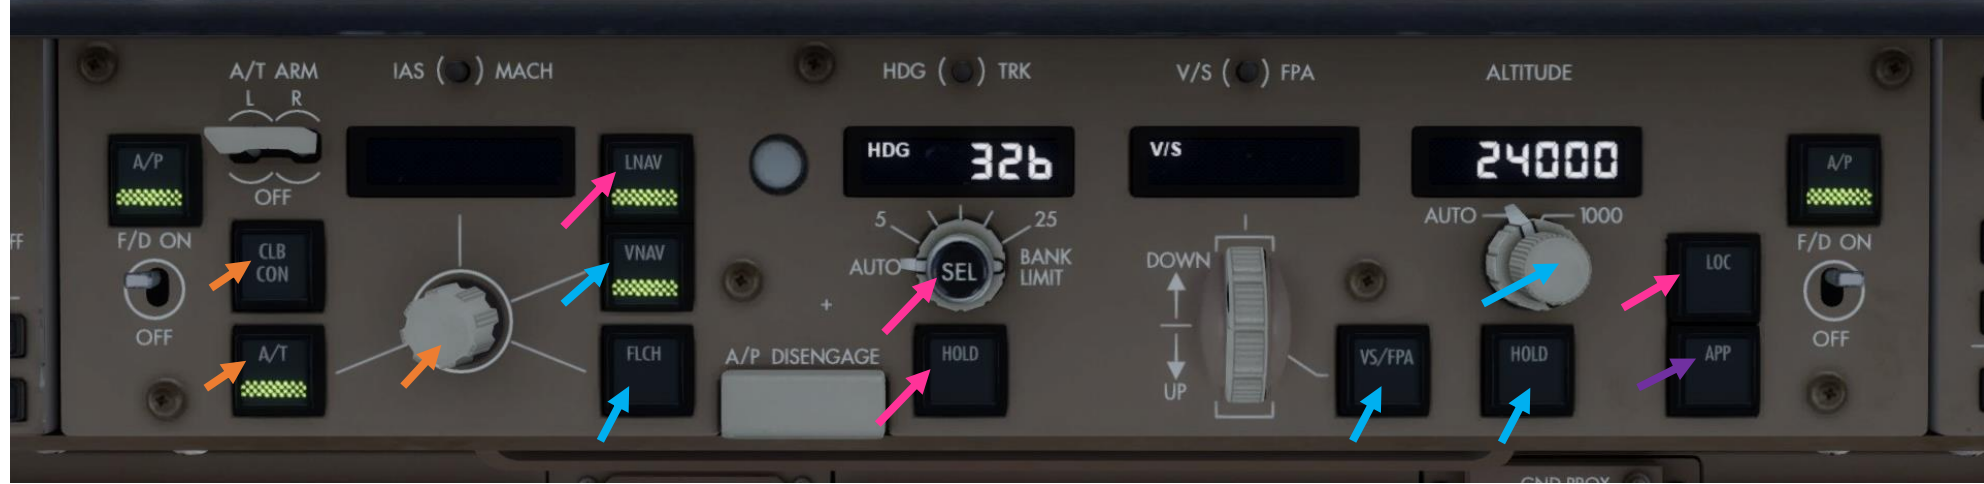 A/T ARM
L R
OFF
IAS ( ) MACH
HDG ( ) TRK
V/S ( ) FPA
ALTITUDE
A/P
F/D ON
OFF
CLB
CON
A/T
LNAV
VNAV
FLCH
HDG 326
5 25
AUTO
SEL
BANK
LIMIT
HOLD
A/P DISENGAGE
V/S
DOWN
UP
VS/FPA
24000
AUTO 1000
HOLD
LOC
APP
A/P
F/D ON
OFF